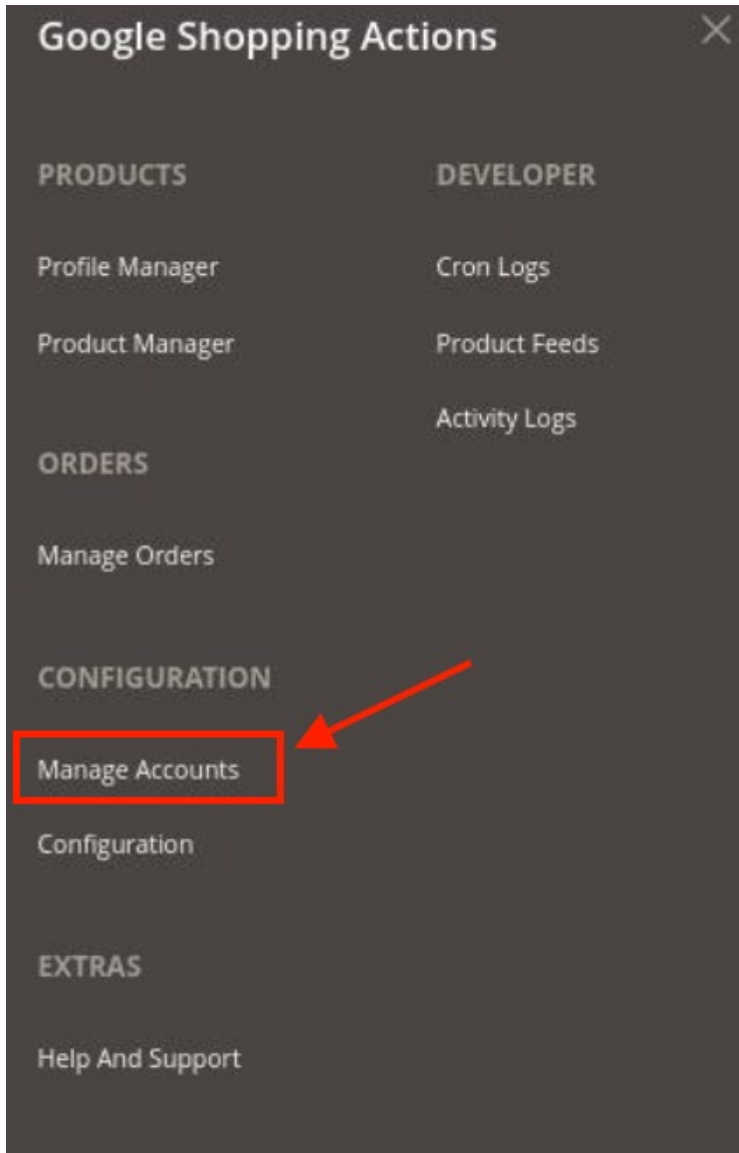 Google Shopping Actions
PRODUCTS
Profile Manager
Product Manager
ORDERS
Manage Orders
CONFIGURATION
Manage Accounts
Configuration
EXTRAS
Help And Support
DEVELOPER
Cron Logs
Product Feeds
Activity Logs